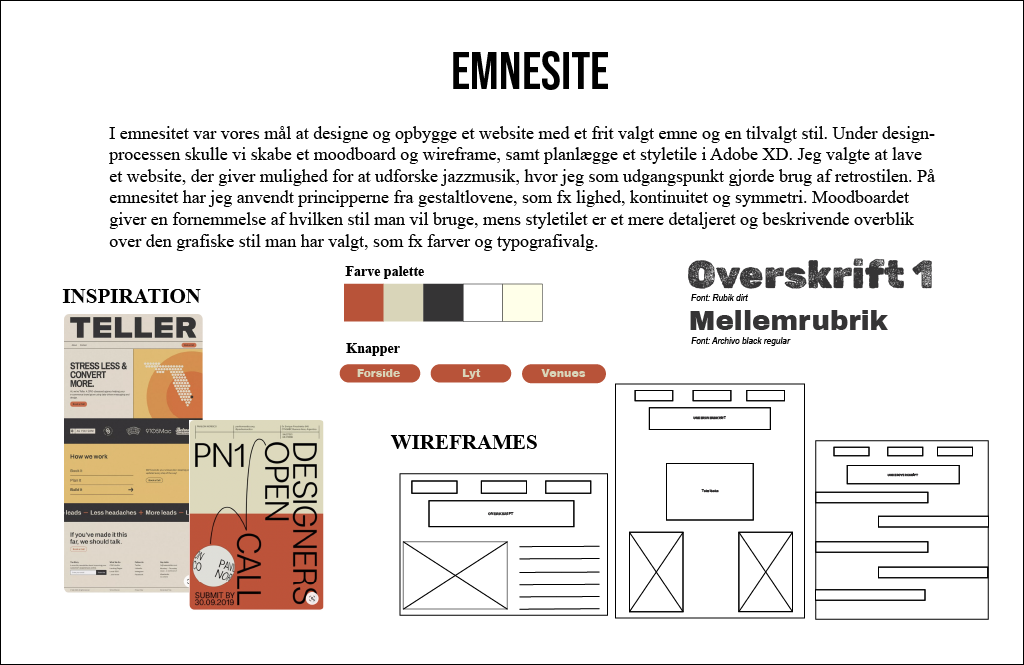 EMNESITE
I emnesitet var vores mål at designe og opbygge et website med et frit valgt emne og en tilvalgt stil. Under design-
processen skulle vi skabe et moodboard og wireframe, samt planlægge et styletile i Adobe XD. Jeg valgte at lave
et website, der giver mulighed for at udforske jazzmusik, hvor jeg som udgangspunkt gjorde brug af retrostilen. På
emnesitet har jeg anvendt principperne fra gestaltlovene, som fx lighed, kontinuitet og symmetri. Moodboardet
giver en fornemmelse af hvilken stil man vil bruge, mens styletilet er et mere detaljeret og beskrivende overblik
over den grafiske stil man har valgt, som fx farver og typografivalg.
INSPIRATION
TELLER
STRESS LESS &
CONVERT
MORE.
9105Mac
How we work
Build it
leads — Less headaches + More leads — L
If you've made it this
far, we should talk.
PN1
DESIGNERS
OPEN
CALL
SUBMIT BY
30.09.2019
Farve palette
Knapper
Forside
Lyt
Venues
Overskrift 1
Font: Rubik dirt
Mellemrubrik
Font: Archivo black regular
WIREFRAMES
OVERSKRIFT